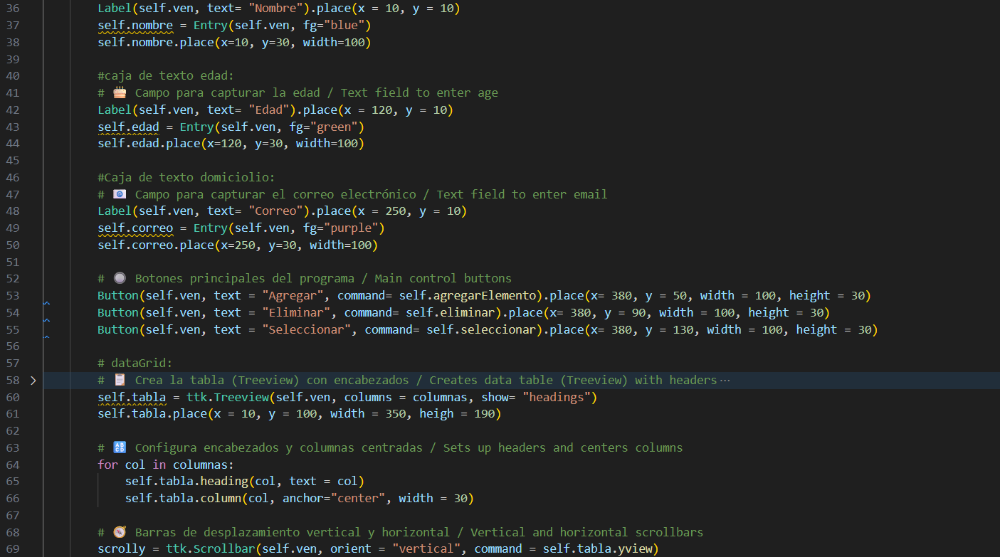 36 Label(self.ven, text= "Nombre").place(x = 10, y = 10)
37 self.nombre = Entry(self.ven, fg="blue")
38 self.nombre.place(x=10, y=30, width=100)
39
40 #caja de texto edad:
41 # 🎂 Campo para capturar la edad / Text field to enter age
42 Label(self.ven, text= "Edad").place(x = 120, y = 10)
43 self.edad = Entry(self.ven, fg="green")
44 self.edad.place(x=120, y=30, width=100)
45
46 #Caja de texto domiciolio:
47 # 📧 Campo para capturar el correo electrónico / Text field to enter email
48 Label(self.ven, text= "Correo").place(x = 250, y = 10)
49 self.correo = Entry(self.ven, fg="purple")
50 self.correo.place(x=250, y=30, width=100)
51
52 # 🔘 Botones principales del programa / Main control buttons
53 Button(self.ven, text = "Agregar", command= self.agregarElemento).place(x= 380, y = 50, width = 100, height = 30)
54 Button(self.ven, text = "Eliminar", command= self.eliminar).place(x= 380, y = 90, width = 100, height = 30)
55 Button(self.ven, text = "Seleccionar", command= self.seleccionar).place(x= 380, y = 130, width = 100, height = 30)
56
57 # dataGrid:
58 # 📋 Crea la tabla (Treeview) con encabezados / Creates data table (Treeview) with headers⋯
60 self.tabla = ttk.Treeview(self.ven, columns = columnas, show= "headings")
61 self.tabla.place(x = 10, y = 100, width = 350, heigh = 190)
62
63 # 🔠 Configura encabezados y columnas centradas / Sets up headers and centers columns
64 for col in columnas:
65 self.tabla.heading(col, text = col)
66 self.tabla.column(col, anchor="center", width = 30)
67
68 # 🧭 Barras de desplazamiento vertical y horizontal / Vertical and horizontal scrollbars
69 scrolly = ttk.Scrollbar(self.ven, orient = "vertical", command = self.tabla.yview)